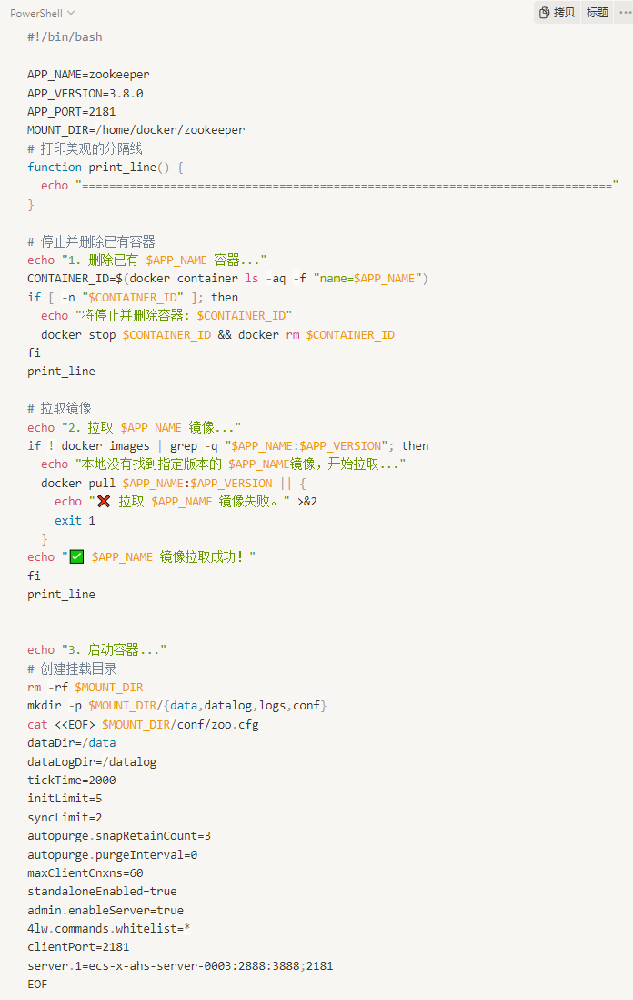 PowerShell
拷贝 标题 ...
#!/bin/bash
APP_NAME=zookeeper
APP_VERSION=3.8.0
APP_PORT=2181
MOUNT_DIR=/home/docker/zookeeper
# 打印美观的分隔线
function print_line() {
  echo "=============================================================================="
}
# 停止并删除已有容器
echo "1. 删除已有 $APP_NAME 容器..."
CONTAINER_ID=$(docker container ls -aq -f "name=$APP_NAME")
if [ -n "$CONTAINER_ID" ]; then
  echo "将停止并删除容器: $CONTAINER_ID"
  docker stop $CONTAINER_ID && docker rm $CONTAINER_ID
fi
print_line
# 拉取镜像
echo "2. 拉取 $APP_NAME 镜像..."
if ! docker images | grep -q "$APP_NAME:$APP_VERSION"; then
  echo "本地没有找到指定版本的 $APP_NAME镜像，开始拉取..."
  docker pull $APP_NAME:$APP_VERSION || {
    echo "❌ 拉取 $APP_NAME 镜像失败。" >&2
    exit 1
  }
echo "✅ $APP_NAME 镜像拉取成功！"
fi
print_line
echo "3. 启动容器..."
# 创建挂载目录
rm -rf $MOUNT_DIR
mkdir -p $MOUNT_DIR/{data,datalog,logs,conf}
cat <<EOF> $MOUNT_DIR/conf/zoo.cfg
dataDir=/data
dataLogDir=/datalog
tickTime=2000
initLimit=5
syncLimit=2
autopurge.snapRetainCount=3
autopurge.purgeInterval=0
maxClientCnxns=60
standaloneEnabled=true
admin.enableServer=true
4lw.commands.whitelist=*
clientPort=2181
server.1=ecs-x-ahs-server-0003:2888:3888;2181
EOF